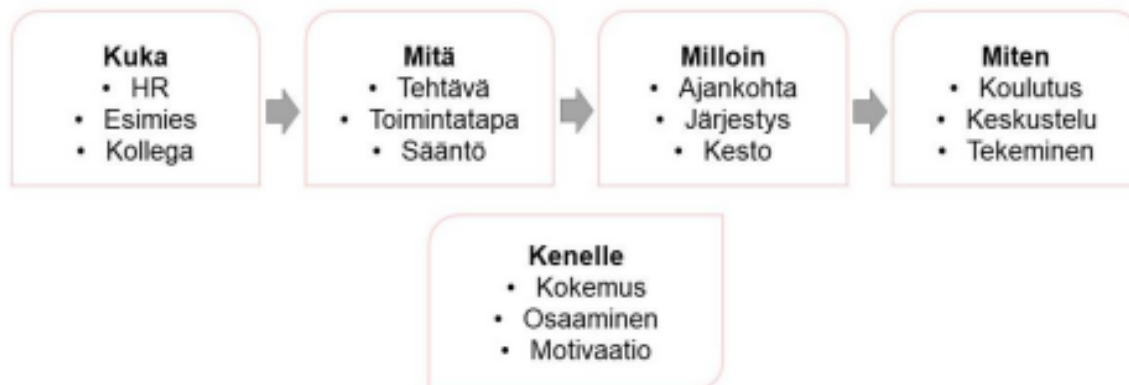 Kuka
• HR
• Esimies
• Kollega
Mitä
• Tehtävä
• Toimintatapa
• Sääntö
Milloin
• Ajankohta
• Järjestys
• Kesto
Miten
• Koulutus
• Keskustelu
• Tekeminen
Kenelle
• Kokemus
• Osaaminen
• Motivaatio